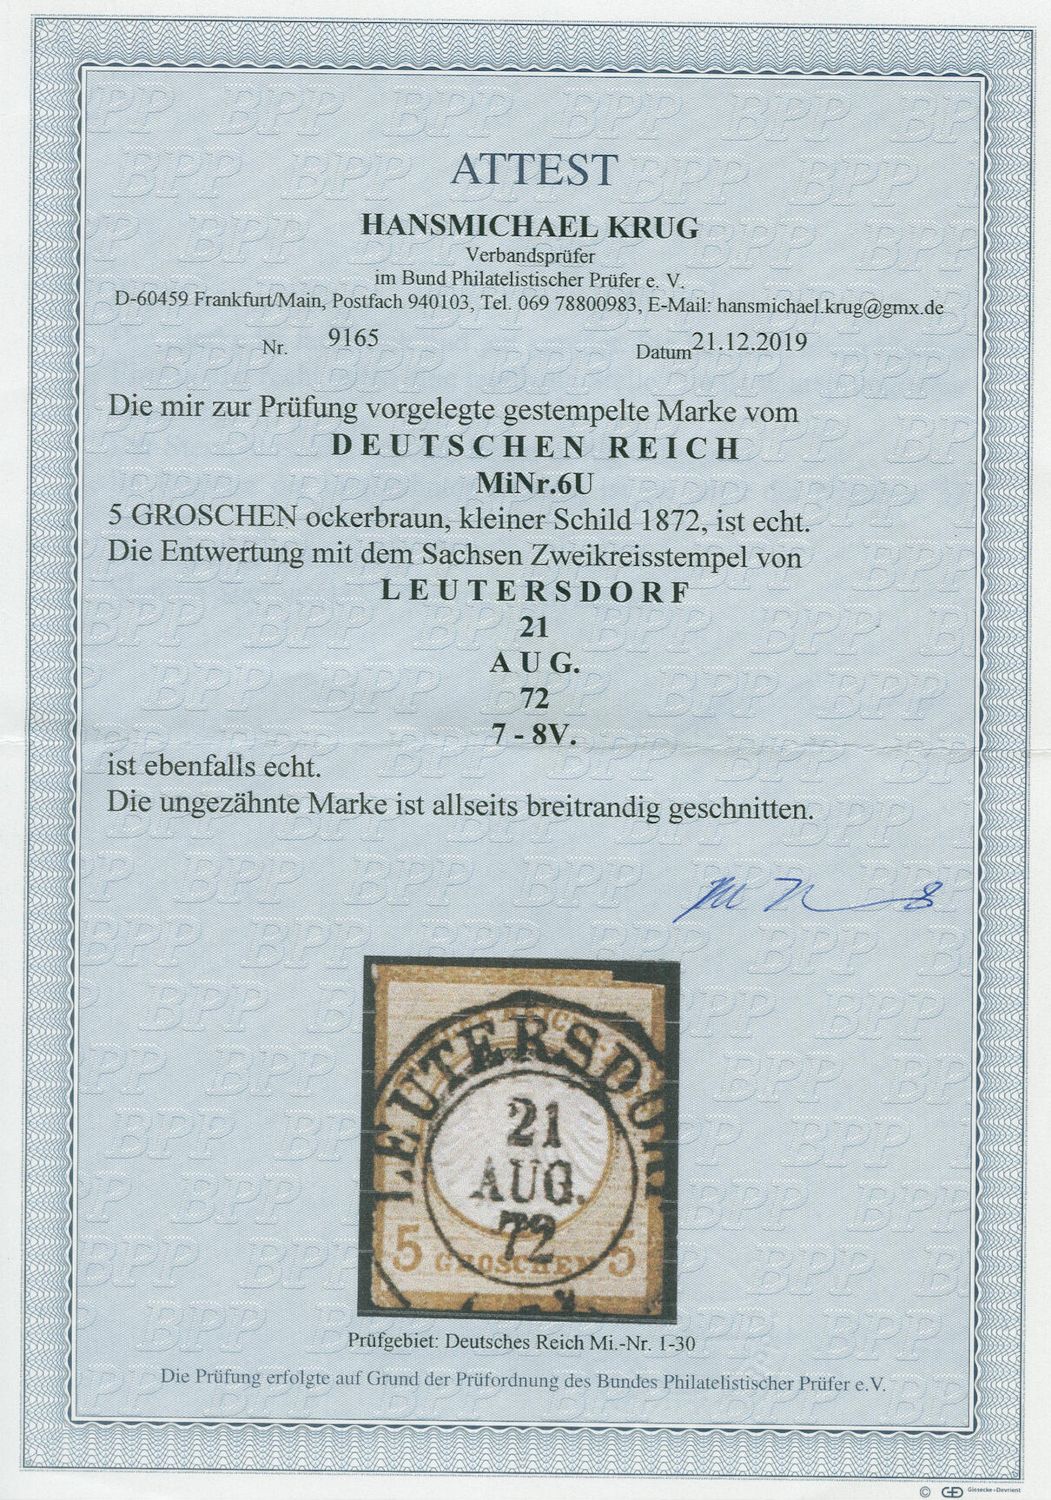 ATTEST
HANSMICHAEL KRUG
Verbandsprüfer
im Bund Philatelistischer Prüfer e. V.
D-60459 Frankfurt/Main, Postfach 940103, Tel. 069 78800983, E-Mail: hansmichael.krug@gmx.de
Nr. 9165 Datum 21.12.2019
Die mir zur Prüfung vorgelegte gestempelte Marke vom
DEUTSCHEN REICH
MiNr.6U
5 GROSCHEN ockerbraun, kleiner Schild 1872, ist echt.
Die Entwertung mit dem Sachsen Zweikreisstempel von
LEUTERSDORF
21
AUG.
72
7 - 8V.
ist ebenfalls echt.
Die ungezähnte Marke ist allseits breitrandig geschnitten.
LEUTERSDORF
21
AUG.
72
5 GROSCHEN 5
Prüfgebiet: Deutsches Reich Mi.-Nr. 1-30
Die Prüfung erfolgte auf Grund der Prüfordnung des Bundes Philatelistischer Prüfer e.V.
© GD Giesecke+Devrient